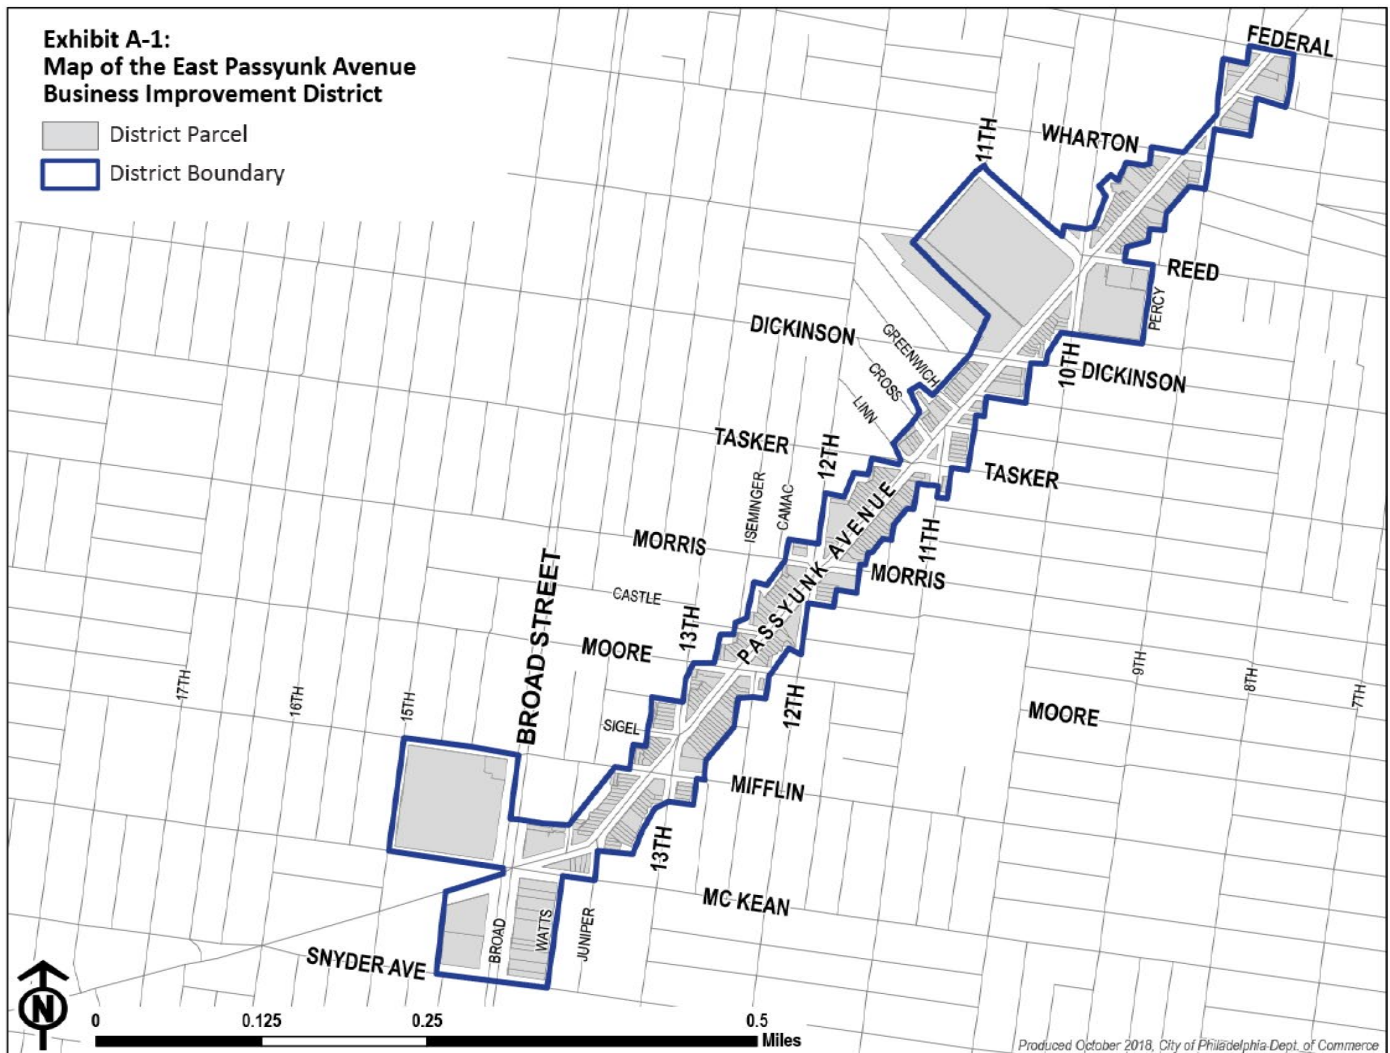 Exhibit A-1:
Map of the East Passyunk Avenue
Business Improvement District
District Parcel
District Boundary
FEDERAL
WHARTON
11TH
REED
PERCY
DICKINSON
GREENWICH
CROSS
LINN
10TH
DICKINSON
TASKER
12TH
TASKER
ISEMINGER
CAMAC
PASSYUNK AVENUE
11TH
MORRIS
MORRIS
CASTLE
13TH
MOORE
BROAD STREET
17TH
16TH
15TH
SIGEL
12TH
9TH
8TH
7TH
MOORE
MIFFLIN
13TH
MC KEAN
BROAD
WATTS
JUNIPER
SNYDER AVE
N
0 0.125 0.25 0.5
Miles
Produced October 2018, City of Philadelphia Dept. of Commerce